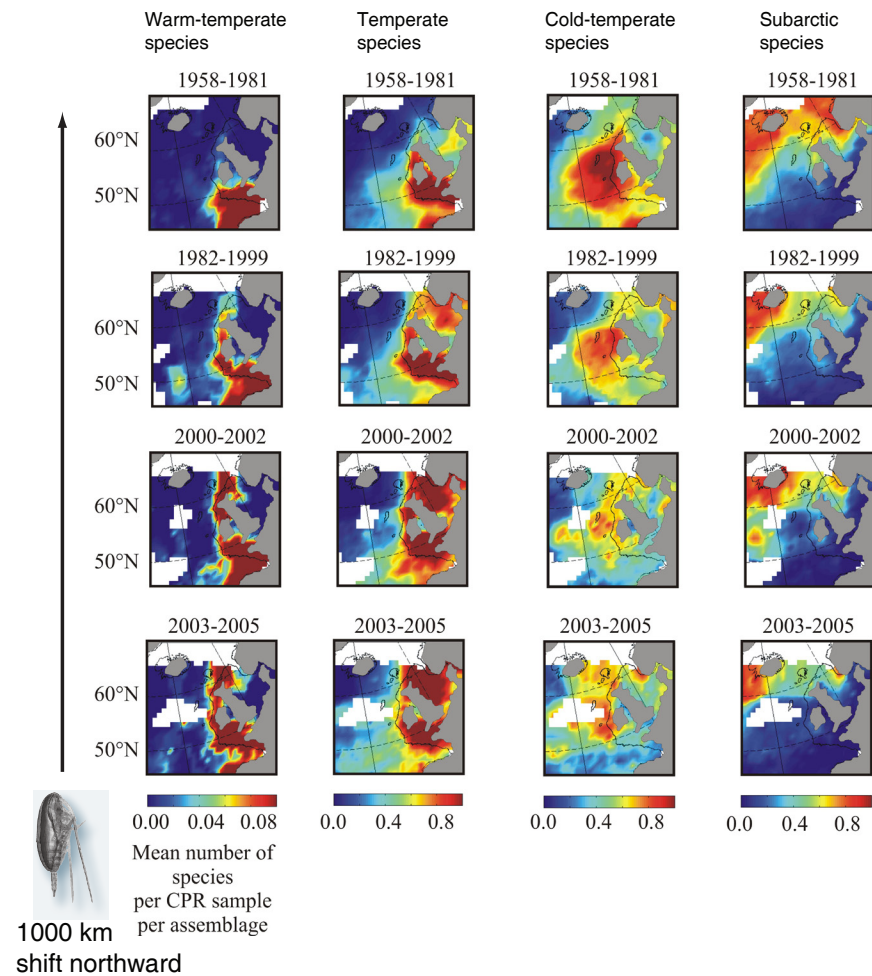 Warm-temperate
species
Temperate
species
Cold-temperate
species
Subarctic
species
1958-1981
1958-1981
1958-1981
1958-1981
60°N
50°N
1982-1999
1982-1999
1982-1999
1982-1999
60°N
50°N
2000-2002
2000-2002
2000-2002
2000-2002
60°N
50°N
2003-2005
2003-2005
2003-2005
2003-2005
60°N
50°N
0.00 0.04 0.08
0.0 0.4 0.8
0.0 0.4 0.8
0.0 0.4 0.8
Mean number of
species
per CPR sample
per assemblage
1000 km
shift northward